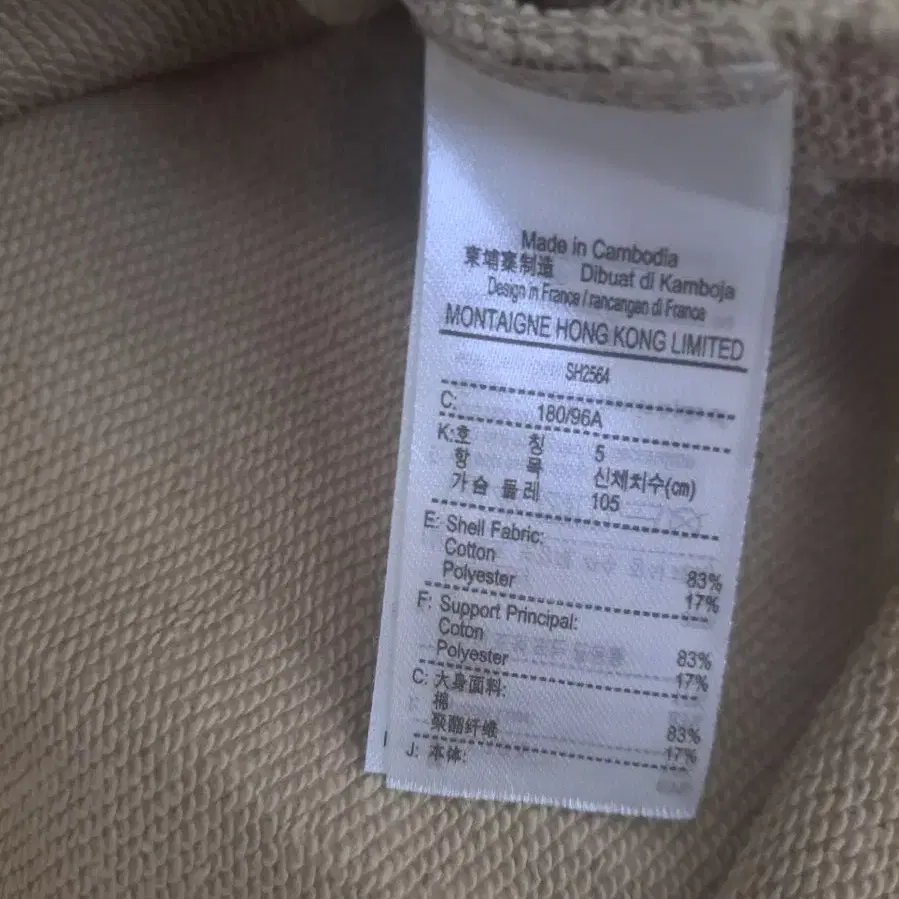 Made in Cambodia
柬埔寨制造 Dibuat di Kamboja
Design in France / rancangan di France
MONTAIGNE HONG KONG LIMITED
SH2564
C: 180/96A
K:호 칭 5
항 목 신체치수(cm)
가슴 둘레 105
E: Shell Fabric:
Cotton 83%
Polyester 17%
F: Support Principal:
Coton 83%
Polyester 17%
C: 大身面料:
棉 83%
聚酯纤维 17%
J: 本体: